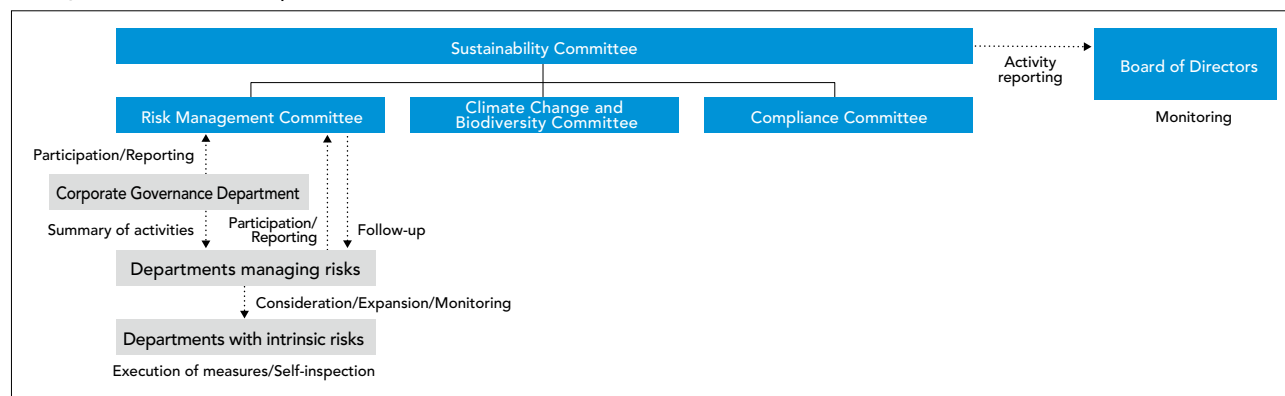 Sustainability Committee
Activity
reporting
Board of Directors
Monitoring
Risk Management Committee
Climate Change and
Biodiversity Committee
Compliance Committee
Participation/Reporting
Corporate Governance Department
Summary of activities
Participation/
Reporting
Follow-up
Departments managing risks
Consideration/Expansion/Monitoring
Departments with intrinsic risks
Execution of measures/Self-inspection